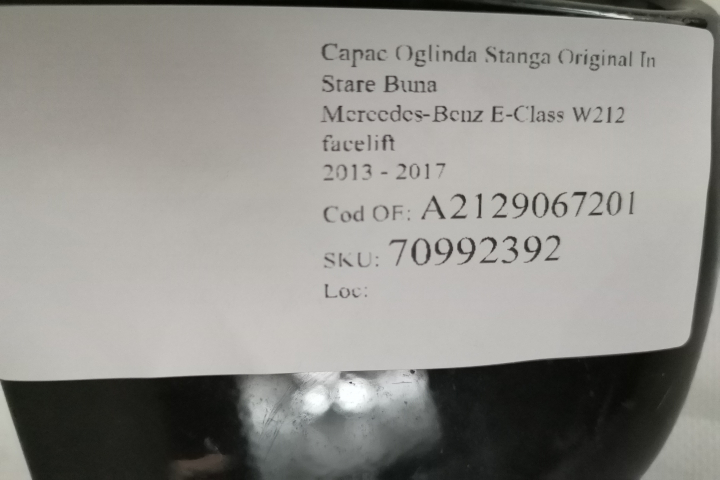 Capac Oglinda Stanga Original In
Stare Buna
Mercedes-Benz E-Class W212
facelift
2013 - 2017
Cod OE: A2129067201
SKU: 70992392
Loc: